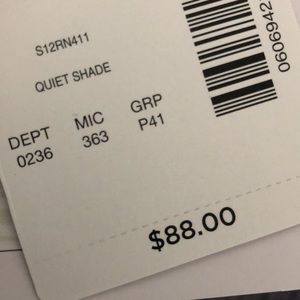 S12RN411
QUIET SHADE
DEPT MIC GRP
0236 363 P41
0606942
$88.00